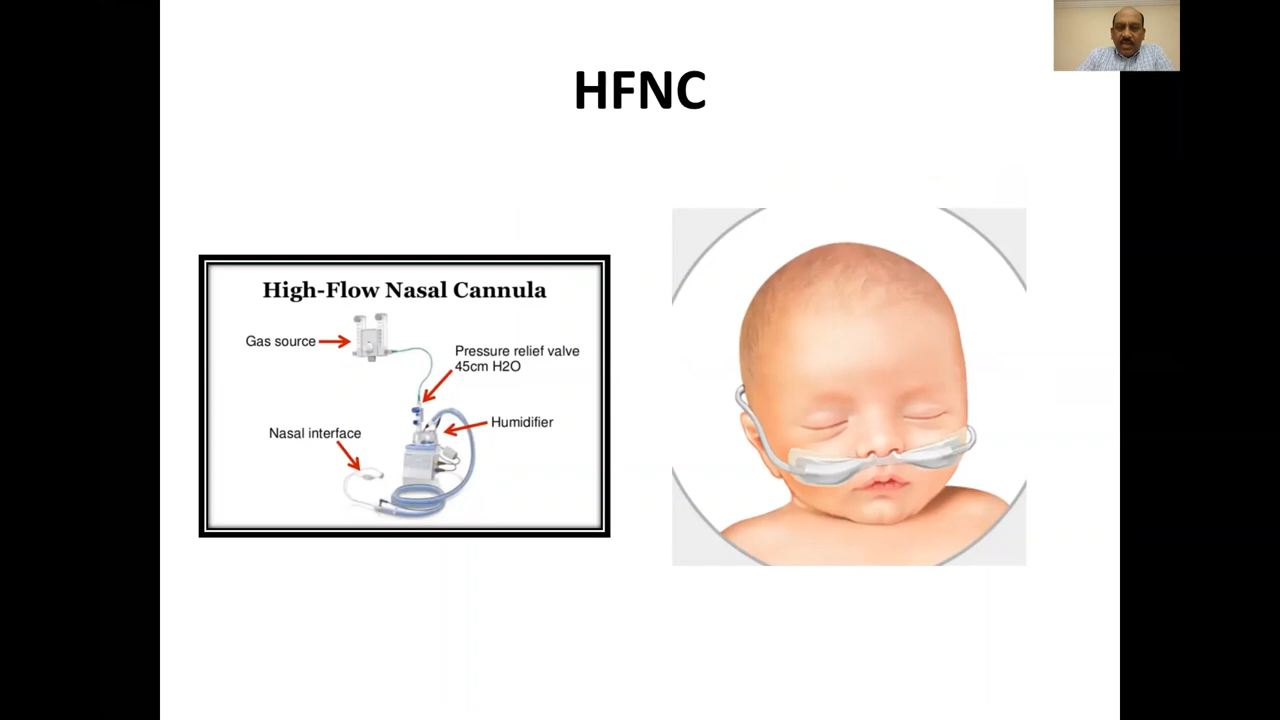 HFNC
High-Flow Nasal Cannula
Gas source
Pressure relief valve
45cm H2O
Humidifier
Nasal interface